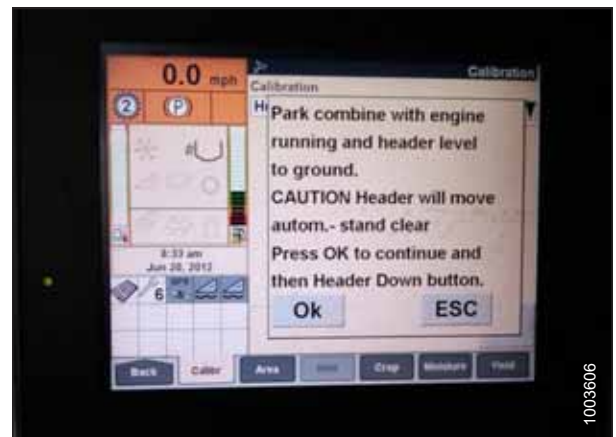 0.0 mph
Calibration
Calibration
2
P
Park combine with engine
running and header level
to ground.
CAUTION Header will move
autom.- stand clear
Press OK to continue and
then Header Down button.
Ok
ESC
8:33 am
Jun 20, 2012
6
Back
Calibr
Area
Crop
Moisture
Yield
1003606